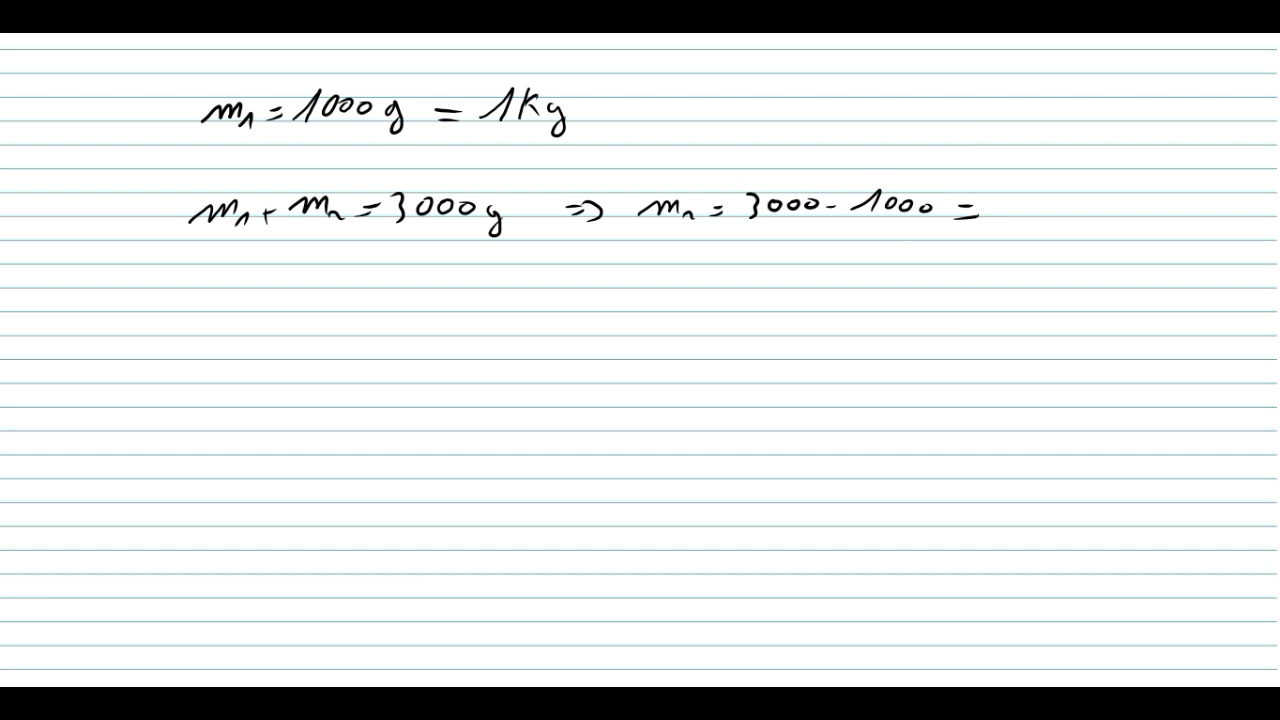 m₁ = 1000 g = 1 Kg
m₁ + m₂ = 3000 g ⇒ m₂ = 3000 - 1000 =